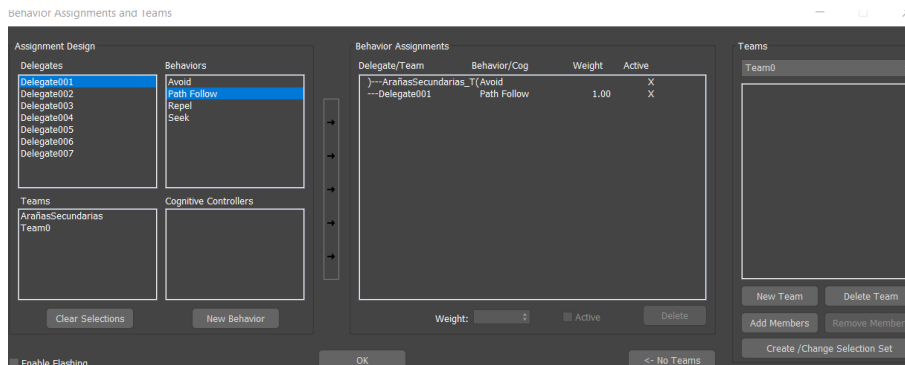 Behavior Assignments and Teams
Assignment Design
Delegates
Delegate001
Delegate002
Delegate003
Delegate004
Delegate005
Delegate006
Delegate007
Behaviors
Avoid
Path Follow
Repel
Seek
Teams
ArañasSecundarias
Team0
Cognitive Controllers
Clear Selections
New Behavior
Enable Flashing
Behavior Assignments
Delegate/Team Behavior/Cog Weight Active
)---ArañasSecundarias_T(Avoid X
---Delegate001 Path Follow 1.00 X
Weight:
Active
Delete
OK
<- No Teams
Teams
Team0
New Team
Delete Team
Add Members
Remove Member
Create /Change Selection Set